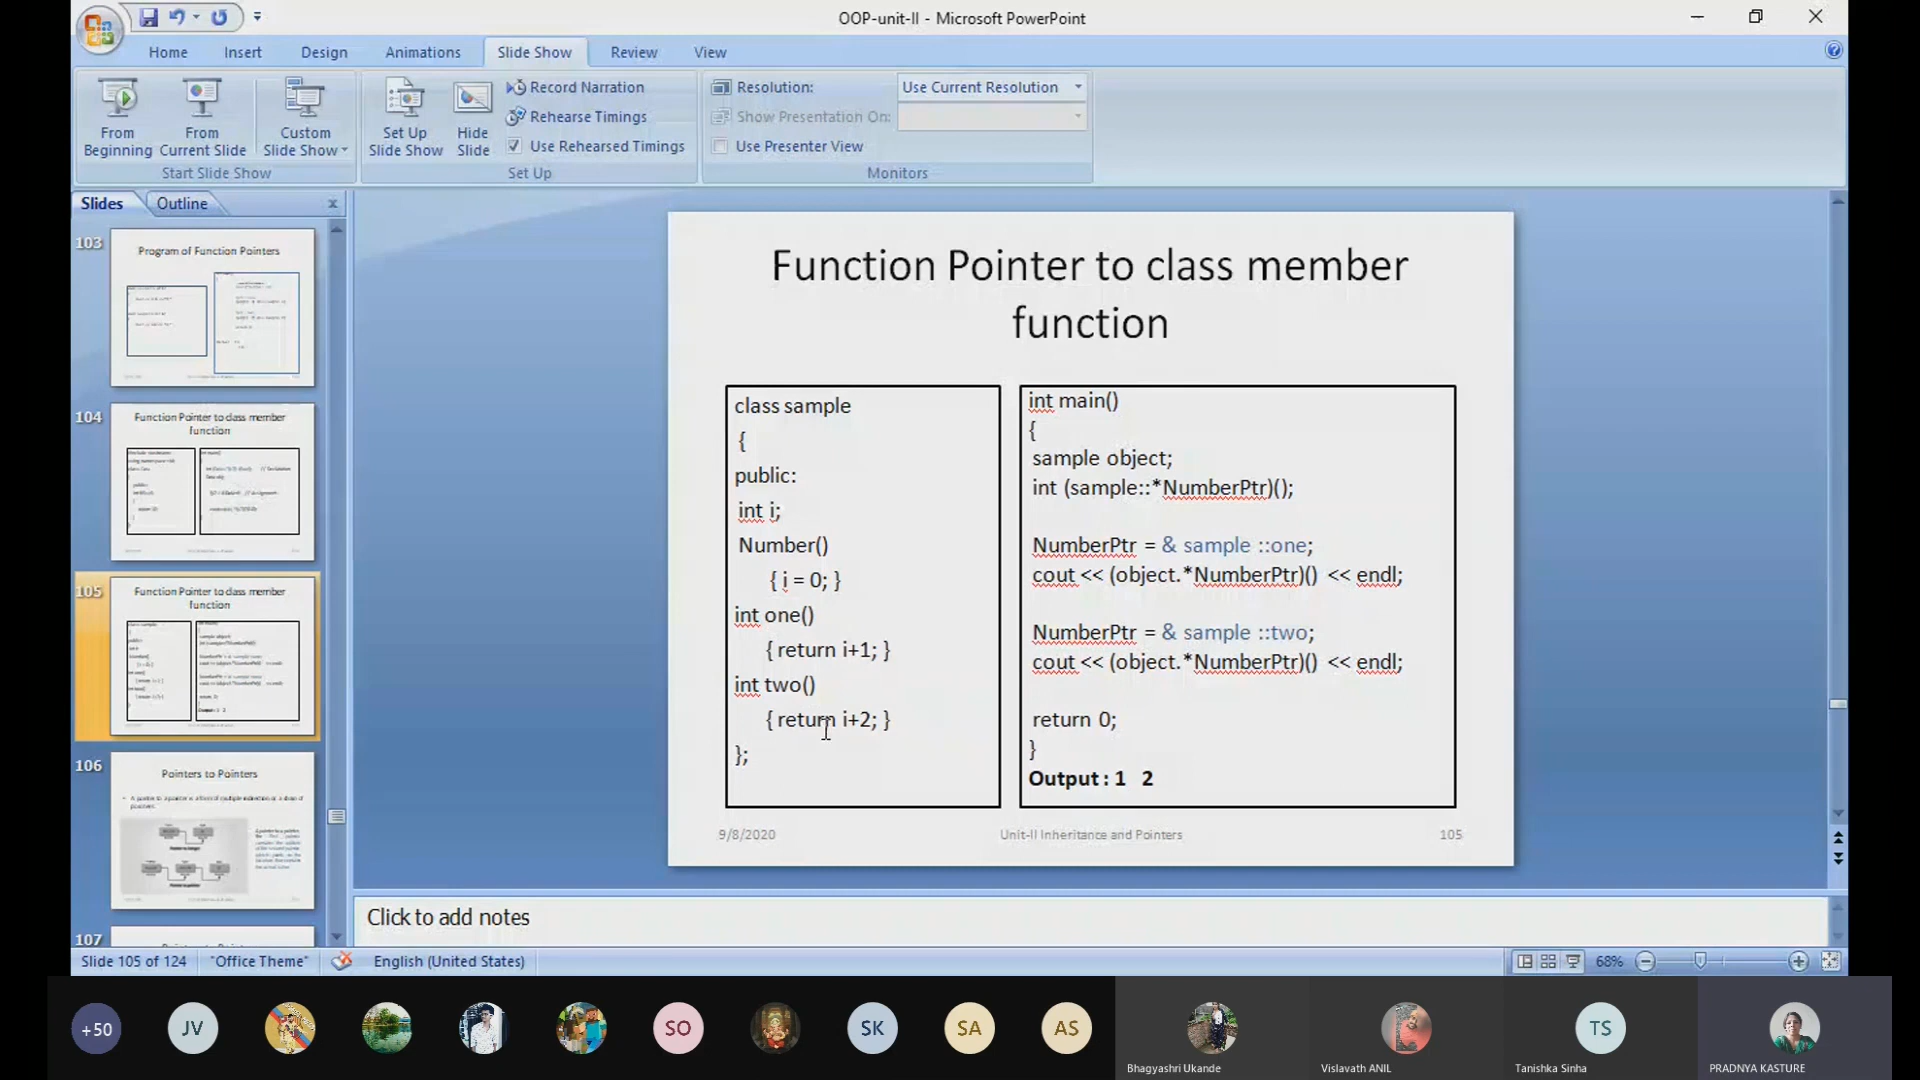 OOP-unit-II - Microsoft PowerPoint
Home Insert Design Animations Slide Show Review View
From Beginning
From Current Slide
Custom Slide Show
Start Slide Show
Set Up Slide Show
Hide Slide
Record Narration
Rehearse Timings
Use Rehearsed Timings
Set Up
Resolution: Use Current Resolution
Show Presentation On:
Use Presenter View
Monitors
Slides Outline
103
Program of Function Pointers
104
Function Pointer to class member
function
105
Function Pointer to class member
function
106
Pointers to Pointers
107
Function Pointer to class member
function
class sample
{
public:
int i;
Number()
{ i = 0; }
int one()
{ return i+1; }
int two()
{ return i+2; }
};
int main()
{
sample object;
int (sample::*NumberPtr)();
NumberPtr = & sample ::one;
cout << (object.*NumberPtr)() << endl;
NumberPtr = & sample ::two;
cout << (object.*NumberPtr)() << endl;
return 0;
}
Output : 1 2
9/8/2020 Unit-II Inheritance and Pointers 105
Click to add notes
Slide 105 of 124 "Office Theme" English (United States) 68%
+50 JV SO SK SA AS TS
Bhagyashri Ukande Vislavath ANIL Tanishka Sinha PRADNYA KASTURE